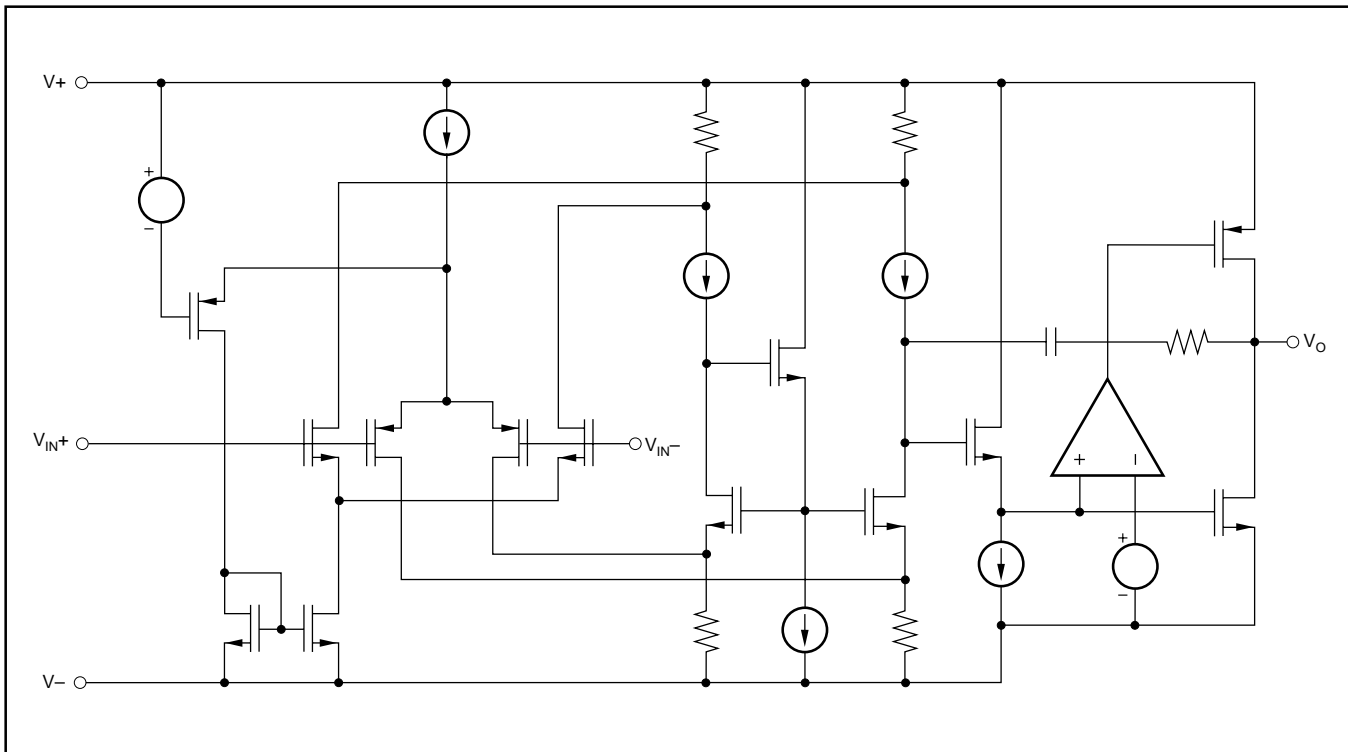 V+
+
–
V_IN+
V_IN–
V_O
+ –
+
–
V–